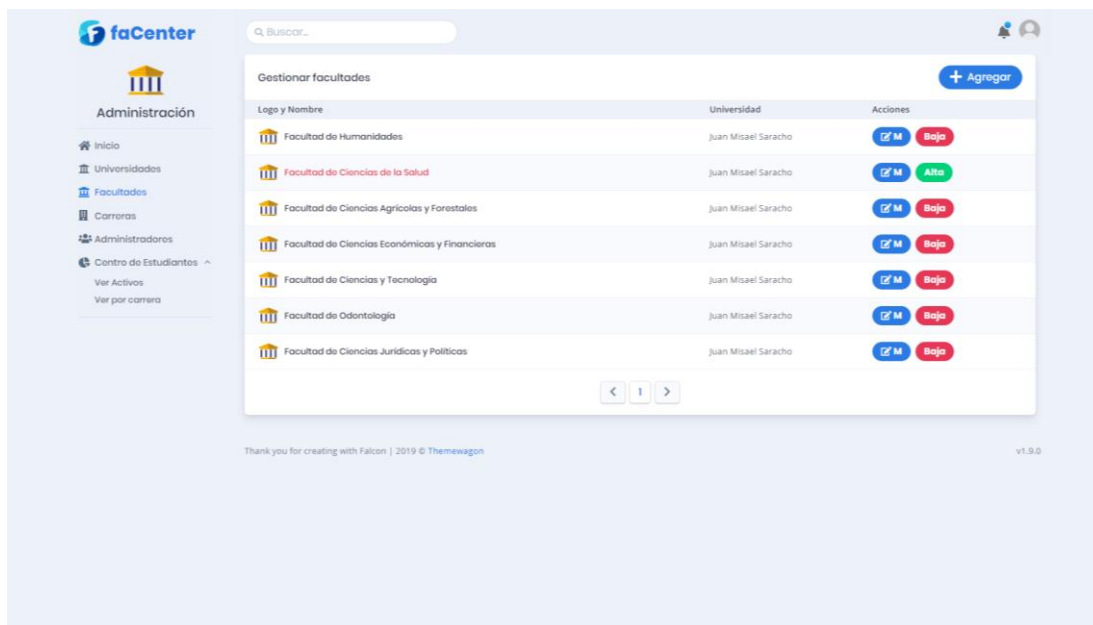 faCenter
Buscar...
Administración
Inicio
Universidades
Facultades
Carreras
Administradores
Centro de Estudiantes
Ver Activos
Ver por carrera
Gestionar facultades
Agregar
Logo y Nombre Universidad Acciones
Facultad de Humanidades Juan Misael Saracho M Baja
Facultad de Ciencias de la Salud Juan Misael Saracho M Alta
Facultad de Ciencias Agrícolas y Forestales Juan Misael Saracho M Baja
Facultad de Ciencias Económicas y Financieras Juan Misael Saracho M Baja
Facultad de Ciencias y Tecnología Juan Misael Saracho M Baja
Facultad de Odontología Juan Misael Saracho M Baja
Facultad de Ciencias Jurídicas y Políticas Juan Misael Saracho M Baja
1
Thank you for creating with Falcon | 2019 © Themewagon v1.9.0